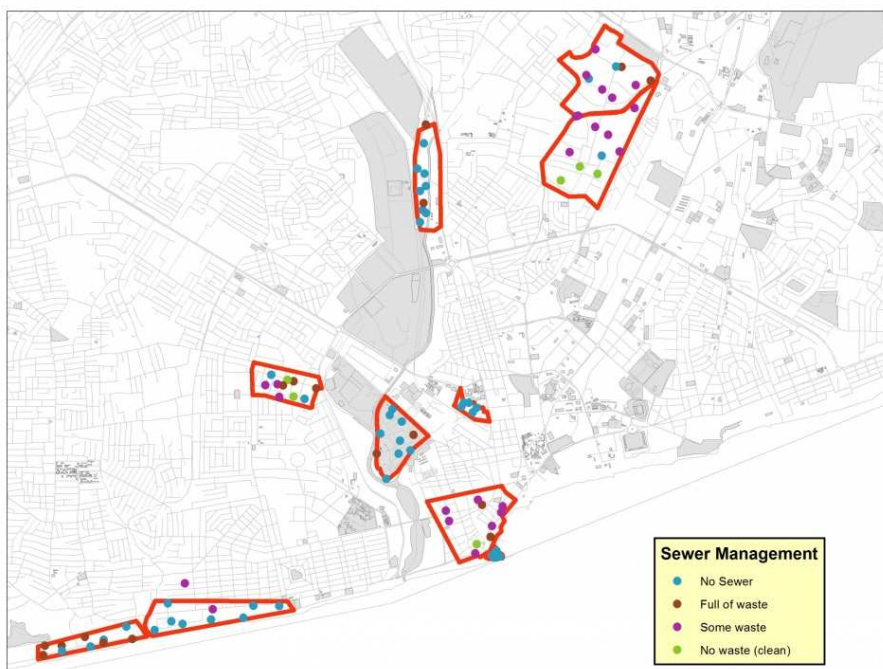 Sewer Management
No Sewer
Full of waste
Some waste
No waste (clean)